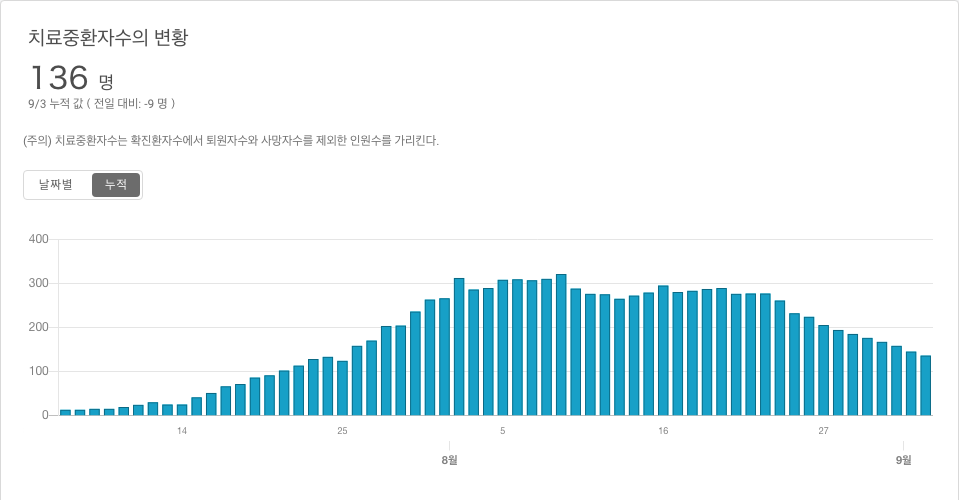 치료중환자수의 변황
136 명
9/3 누적 값 ( 전일 대비: -9 명 )
(주의) 치료중환자수는 확진환자수에서 퇴원자수와 사망자수를 제외한 인원수를 가리킨다.
날짜별 누적
400
300
200
100
0
14 25 5 16 27
8월 9월